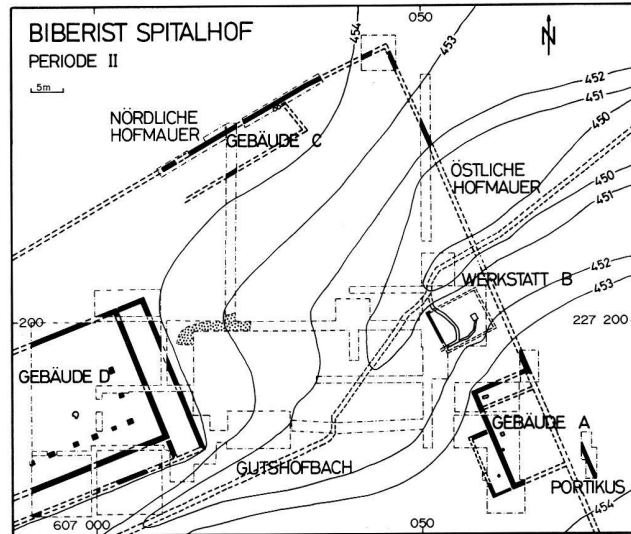 BIBERIST SPITALHOF
PERIODE II
5m
050
N
454
453
452
451
450
NÖRDLICHE
HOFMAUER
GEBÄUDE C
ÖSTLICHE
HOFMAUER
450
451
452
453
WERKSTATT B
200
227 200
GEBÄUDE D
GEBÄUDE A
GUTSHOFBACH
PORTIKUS
607 000
050
454